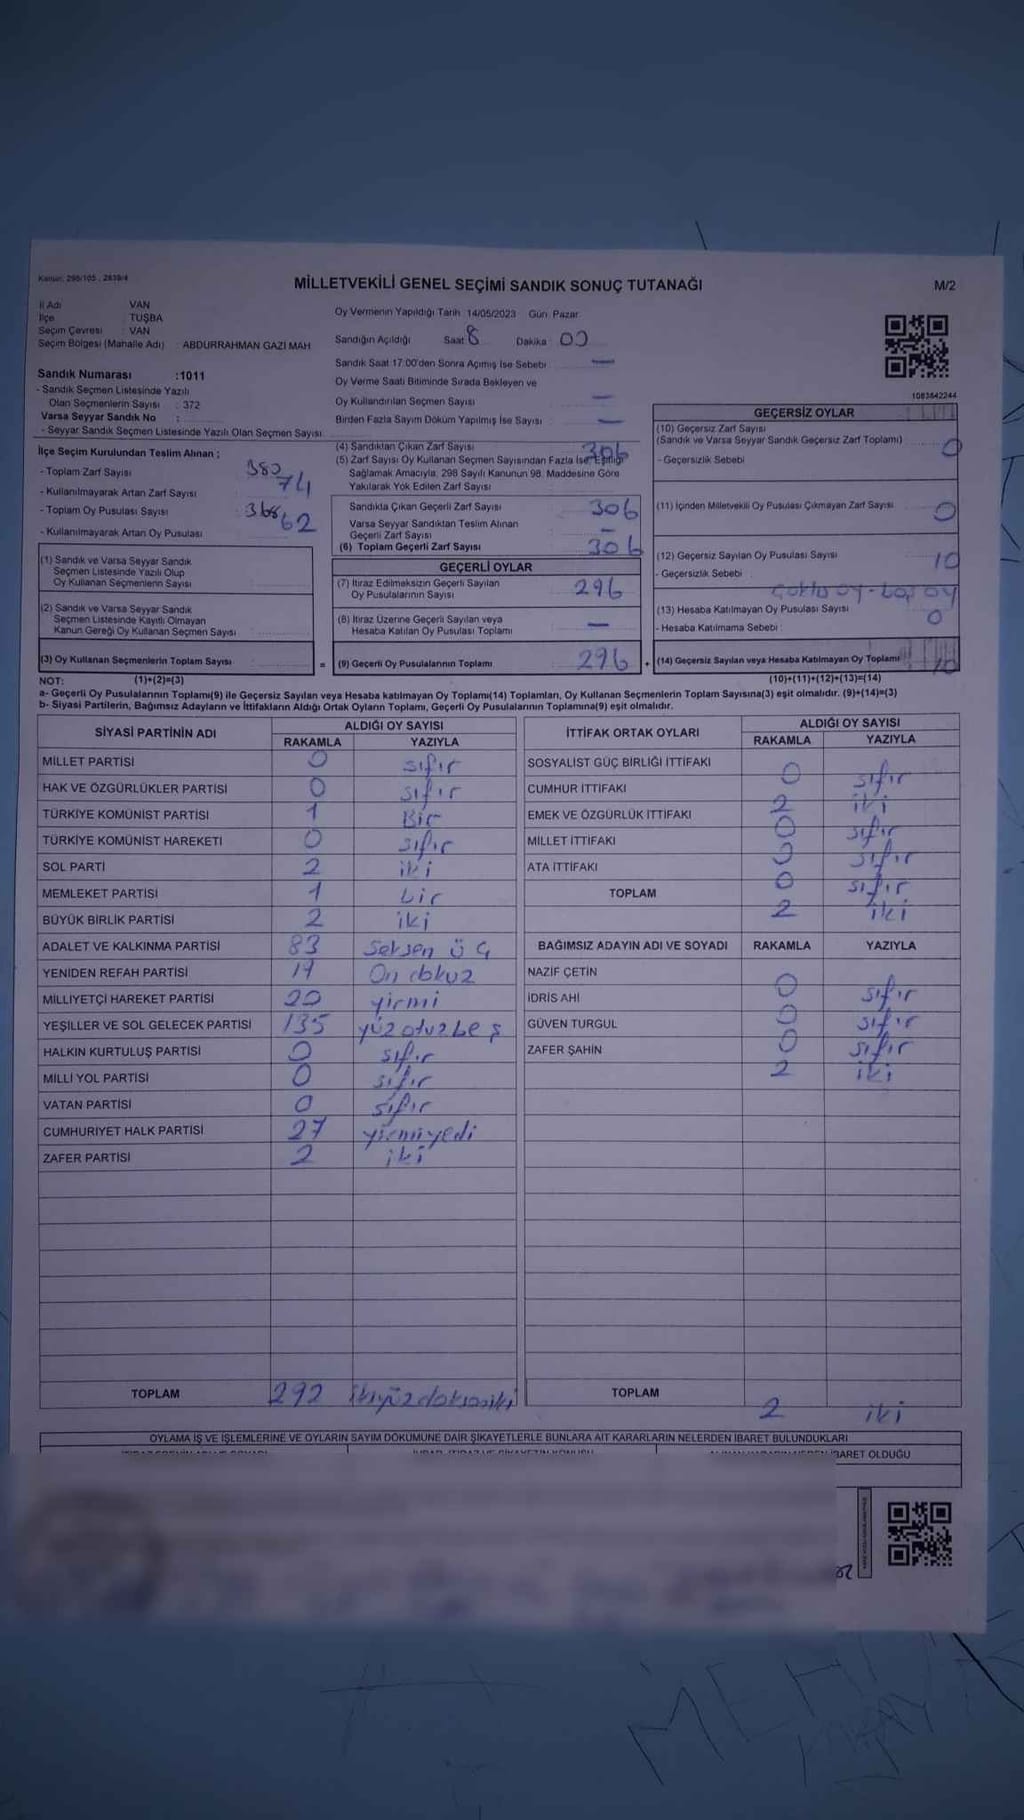 Kanun: 298/105 , 2839/4
MİLLETVEKİLİ GENEL SEÇİMİ SANDIK SONUÇ TUTANAĞI
M/2
İl Adı VAN
İlçe TUŞBA
Seçim Çevresi VAN
Seçim Bölgesi (Mahalle Adı) ABDURRAHMAN GAZI MAH
Sandık Numarası :1011
- Sandık Seçmen Listesinde Yazılı
Olan Seçmenlerin Sayısı : 372
Varsa Seyyar Sandık No :
- Seyyar Sandık Seçmen Listesinde Yazılı Olan Seçmen Sayısı
Oy Vermenin Yapıldığı Tarih 14/05/2023 Gün Pazar
Sandığın Açıldığı Saat 8 Dakika 00
Sandık Saat 17:00'den Sonra Açımış İse Sebebi —
Oy Verme Saati Bitiminde Sırada Bekleyen ve
Oy Kullandırılan Seçmen Sayısı —
Birden Fazla Sayım Döküm Yapılmış İse Sayısı —
1083642244
İlçe Seçim Kurulundan Teslim Alınan ;
- Toplam Zarf Sayısı 380
- Kullanılmayarak Artan Zarf Sayısı 74
- Toplam Oy Pusulası Sayısı 368
- Kullanılmayarak Artan Oy Pusulası 62
(1) Sandık ve Varsa Seyyar Sandık
Seçmen Listesinde Yazılı Olup
Oy Kullanan Seçmenlerin Sayısı
(2) Sandık ve Varsa Seyyar Sandık
Seçmen Listesinde Kayıtlı Olmayan
Kanun Gereği Oy Kullanan Seçmen Sayısı
(3) Oy Kullanan Seçmenlerin Toplam Sayısı =
(4) Sandıktan Çıkan Zarf Sayısı 306
(5) Zarf Sayısı Oy Kullanan Seçmen Sayısından Fazla İse, Eşitliği
Sağlamak Amacıyla, 298 Sayılı Kanunun 98. Maddesine Göre
Yakılarak Yok Edilen Zarf Sayısı
Sandıkta Çıkan Geçerli Zarf Sayısı 306
Varsa Seyyar Sandıktan Teslim Alınan
Geçerli Zarf Sayısı —
(6) Toplam Geçerli Zarf Sayısı 306
GEÇERLİ OYLAR
(7) İtiraz Edilmeksizin Geçerli Sayılan
Oy Pusulalarının Sayısı 296
(8) İtiraz Üzerine Geçerli Sayılan veya
Hesaba Katılan Oy Pusulası Toplamı —
(9) Geçerli Oy Pusulalarının Toplamı 296 +
GEÇERSİZ OYLAR
(10) Geçersiz Zarf Sayısı
(Sandık ve Varsa Seyyar Sandık Geçersiz Zarf Toplamı) 0
- Geçersizlik Sebebi
(11) İçinden Milletvekili Oy Pusulası Çıkmayan Zarf Sayısı 0
(12) Geçersiz Sayılan Oy Pusulası Sayısı 10
- Geçersizlik Sebebi
(13) Hesaba Katılmayan Oy Pusulası Sayısı 0
- Hesaba Katılmama Sebebi :
(14) Geçersiz Sayılan veya Hesaba Katılmayan Oy Toplamı 10
NOT: (1)+(2)=(3) (10)+(11)+(12)+(13)=(14)
a- Geçerli Oy Pusulalarının Toplamı(9) ile Geçersiz Sayılan veya Hesaba katılmayan Oy Toplamı(14) Toplamları, Oy Kullanan Seçmenlerin Toplam Sayısına(3) eşit olmalıdır. (9)+(14)=(3)
b- Siyasi Partilerin, Bağımsız Adayların ve İttifakların Aldığı Ortak Oyların Toplamı, Geçerli Oy Pusulalarının Toplamına(9) eşit olmalıdır.
SİYASİ PARTİNİN ADI ALDIĞI OY SAYISI
RAKAMLA YAZIYLA
MİLLET PARTİSİ 0 sıfır
HAK VE ÖZGÜRLÜKLER PARTİSİ 0 sıfır
TÜRKİYE KOMÜNİST PARTİSİ 1 Bir
TÜRKİYE KOMÜNİST HAREKETİ 0 sıfır
SOL PARTİ 2 iki
MEMLEKET PARTİSİ 1 bir
BÜYÜK BİRLİK PARTİSİ 2 iki
ADALET VE KALKINMA PARTİSİ 83 Seksen üç
YENİDEN REFAH PARTİSİ 19 On dokuz
MİLLİYETÇİ HAREKET PARTİSİ 20 yirmi
YEŞİLLER VE SOL GELECEK PARTİSİ 135 yüz otuz beş
HALKIN KURTULUŞ PARTİSİ 0 sıfır
MİLLİ YOL PARTİSİ 0 sıfır
VATAN PARTİSİ 0 sıfır
CUMHURİYET HALK PARTİSİ 27 yirmiyedi
ZAFER PARTİSİ 2 iki
TOPLAM 292 ikiyüzdoksaniki
İTTİFAK ORTAK OYLARI ALDIĞI OY SAYISI
RAKAMLA YAZIYLA
SOSYALİST GÜÇ BİRLİĞİ İTTİFAKI 0 sıfır
CUMHUR İTTİFAKI 2 iki
EMEK VE ÖZGÜRLÜK İTTİFAKI 0 sıfır
MİLLET İTTİFAKI 0 sıfır
ATA İTTİFAKI 0 sıfır
TOPLAM 2 iki
BAĞIMSIZ ADAYIN ADI VE SOYADI RAKAMLA YAZIYLA
NAZİF ÇETİN 0 sıfır
İDRİS AHİ 0 sıfır
GÜVEN TURGUL 0 sıfır
ZAFER ŞAHİN 2 iki
TOPLAM 2 iki
OYLAMA İŞ VE İŞLEMLERİNE VE OYLARIN SAYIM DÖKÜMÜNE DAİR ŞİKAYETLERLE BUNLARA AİT KARARLARIN NELERDEN İBARET BULUNDUKLARI
İBARET OLDUĞU